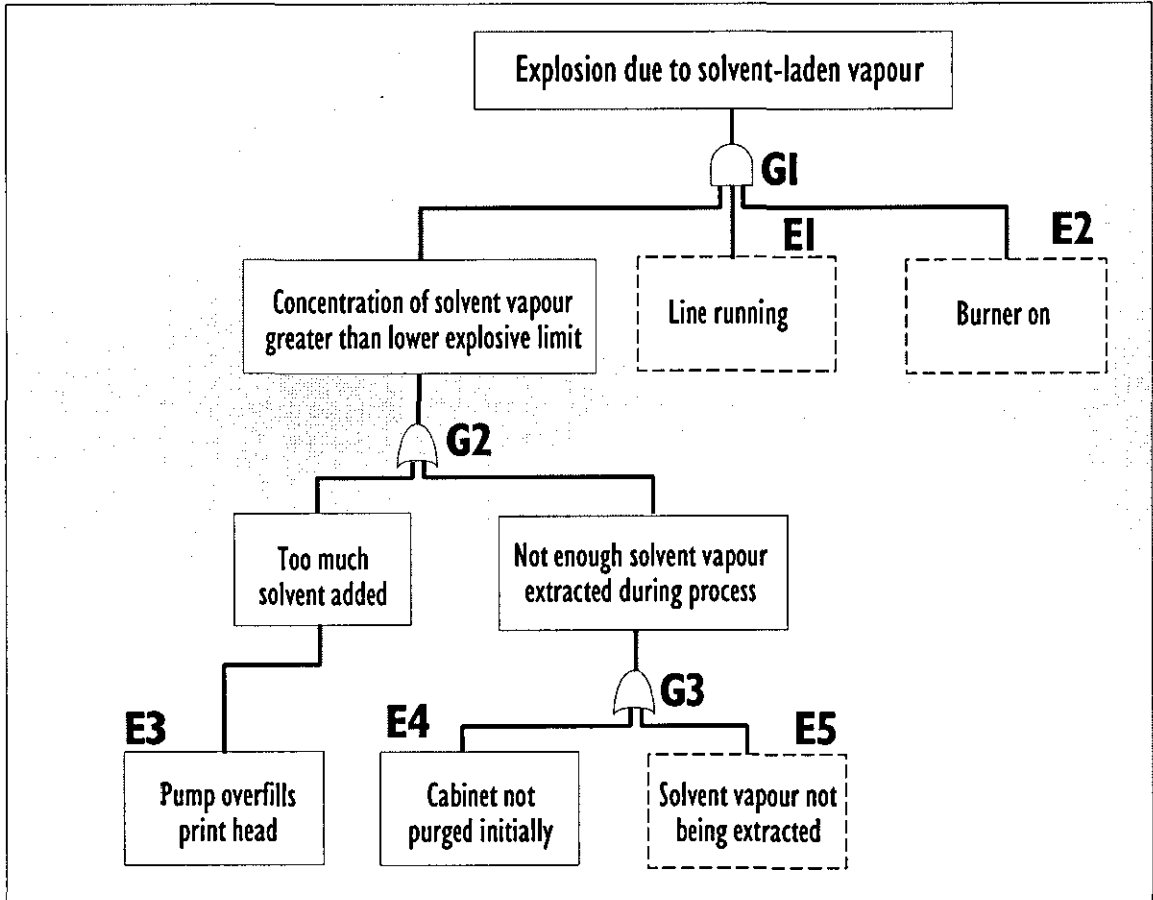 Explosion due to solvent-laden vapour
G1
E1
E2
Concentration of solvent vapour
greater than lower explosive limit
Line running
Burner on
G2
Too much
solvent added
Not enough solvent vapour
extracted during process
G3
E3
E4
E5
Pump overfills
print head
Cabinet not
purged initially
Solvent vapour not
being extracted